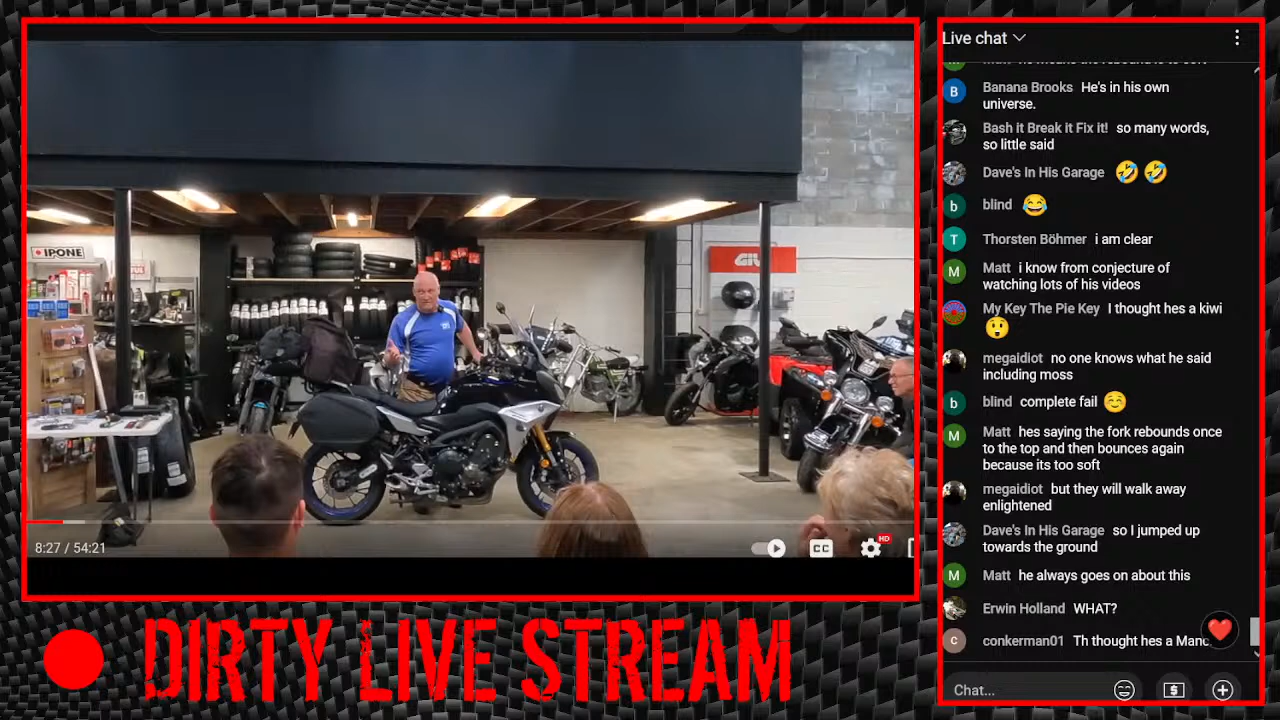 IPONE
GIVI
8:27 / 54:21
CC
HD
DIRTY LIVE STREAM
Live chat
Banana Brooks He's in his own
universe.
Bash it Break it Fix it! so many words,
so little said
Dave's In His Garage 🤣🤣
blind 😂
Thorsten Böhmer i am clear
Matt i know from conjecture of
watching lots of his videos
My Key The Pie Key I thought hes a kiwi
😲
megaidiot no one knows what he said
including moss
blind complete fail ☺️
Matt hes saying the fork rebounds once
to the top and then bounces again
because its too soft
megaidiot but they will walk away
enlightened
Dave's In His Garage so I jumped up
towards the ground
Matt he always goes on about this
Erwin Holland WHAT?
conkerman01 Th thought hes a Manc
Chat...